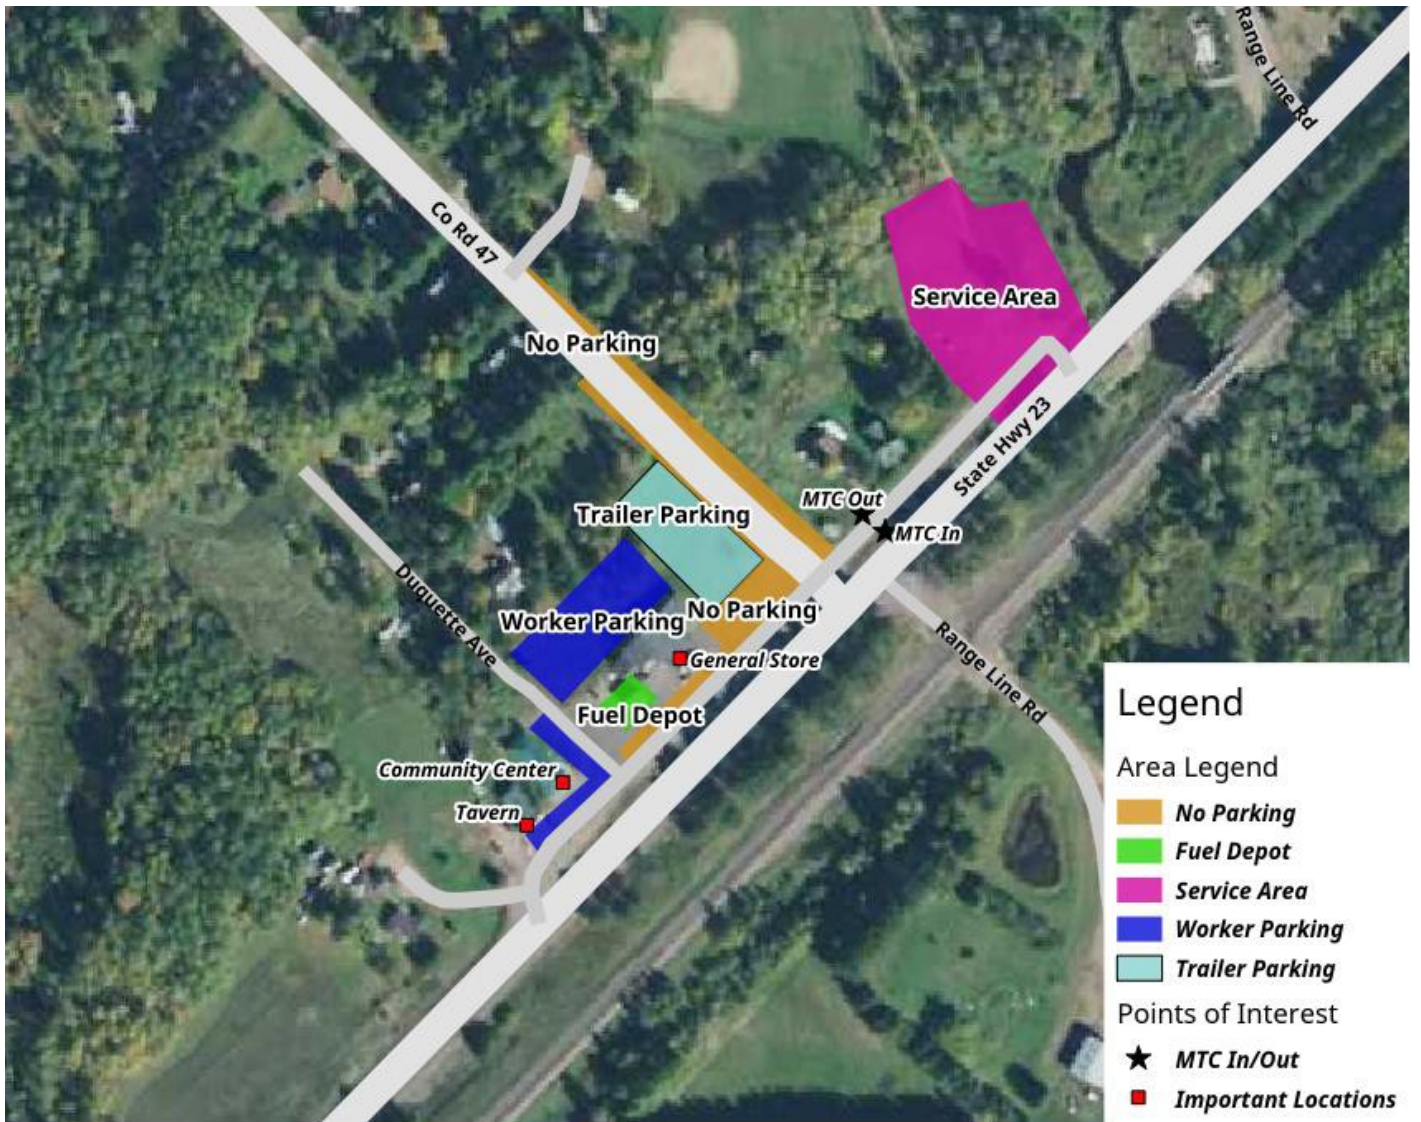 Range Line Rd
Co Rd 47
Service Area
No Parking
State Hwy 23
MTC Out
MTC In
Trailer Parking
Duquette Ave
Worker Parking
No Parking
Range Line Rd
General Store
Fuel Depot
Community Center
Tavern
Legend
Area Legend
No Parking
Fuel Depot
Service Area
Worker Parking
Trailer Parking
Points of Interest
MTC In/Out
Important Locations